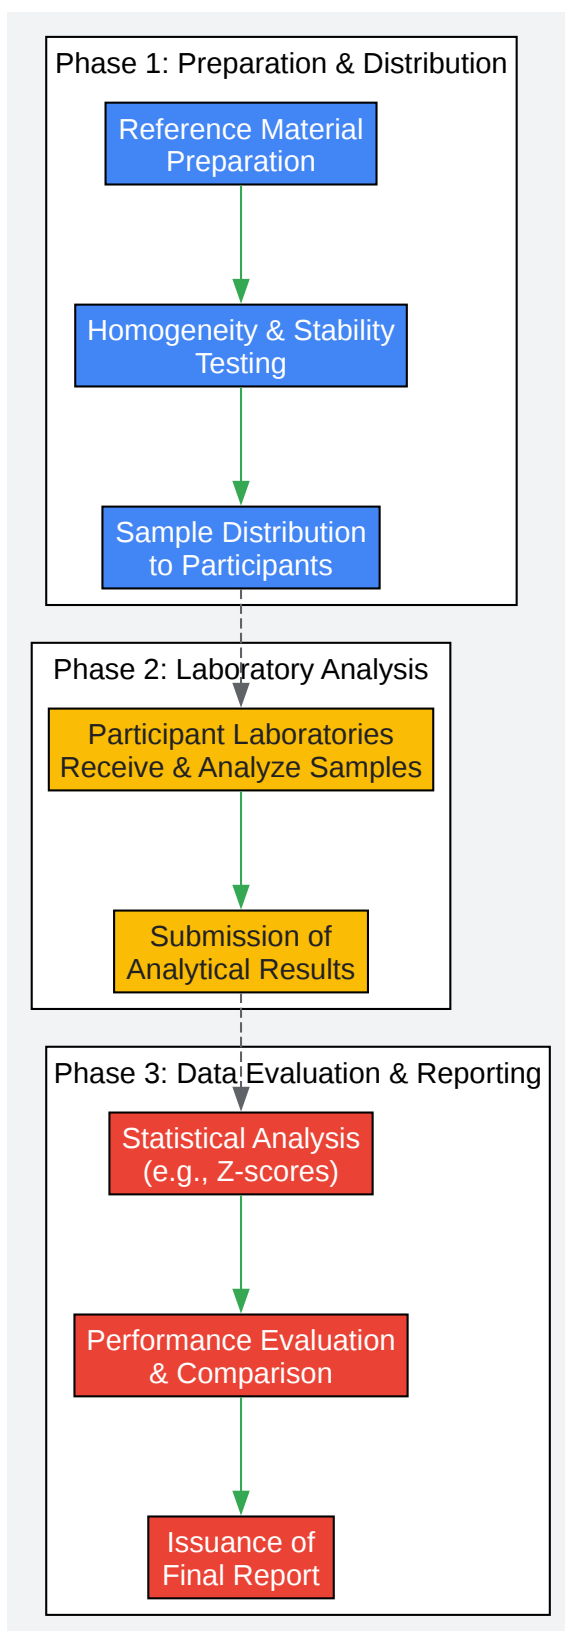 Phase 1: Preparation & Distribution
Reference Material
Preparation
Homogeneity & Stability
Testing
Sample Distribution
to Participants
Phase 2: Laboratory Analysis
Participant Laboratories
Receive & Analyze Samples
Submission of
Analytical Results
Phase 3: Data Evaluation & Reporting
Statistical Analysis
(e.g., Z-scores)
Performance Evaluation
& Comparison
Issuance of
Final Report